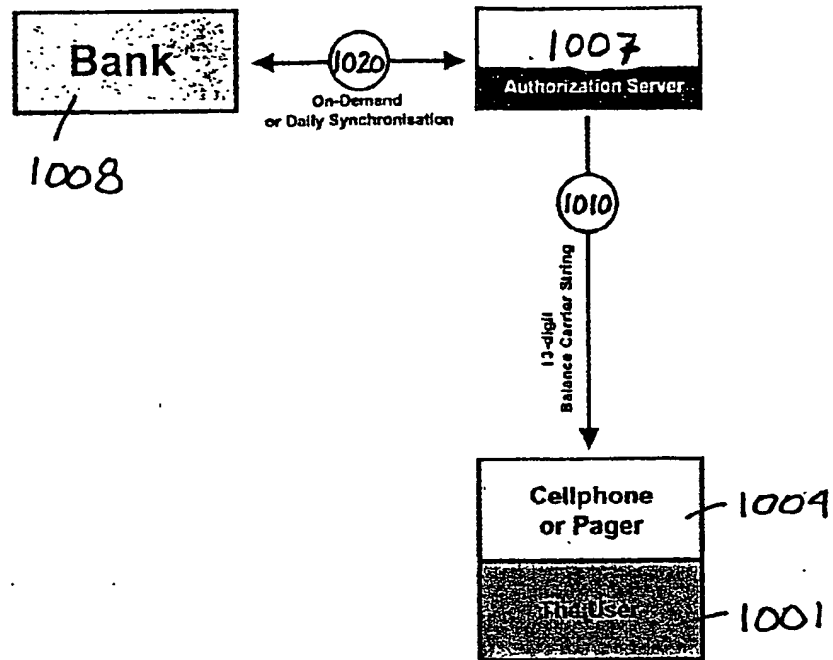 Bank
1020
1007
Authorization Server
On-Demand
or Daily Synchronisation
1008
1010
13-digit
Balance Carrier String
Cellphone
or Pager
1004
The User
1001